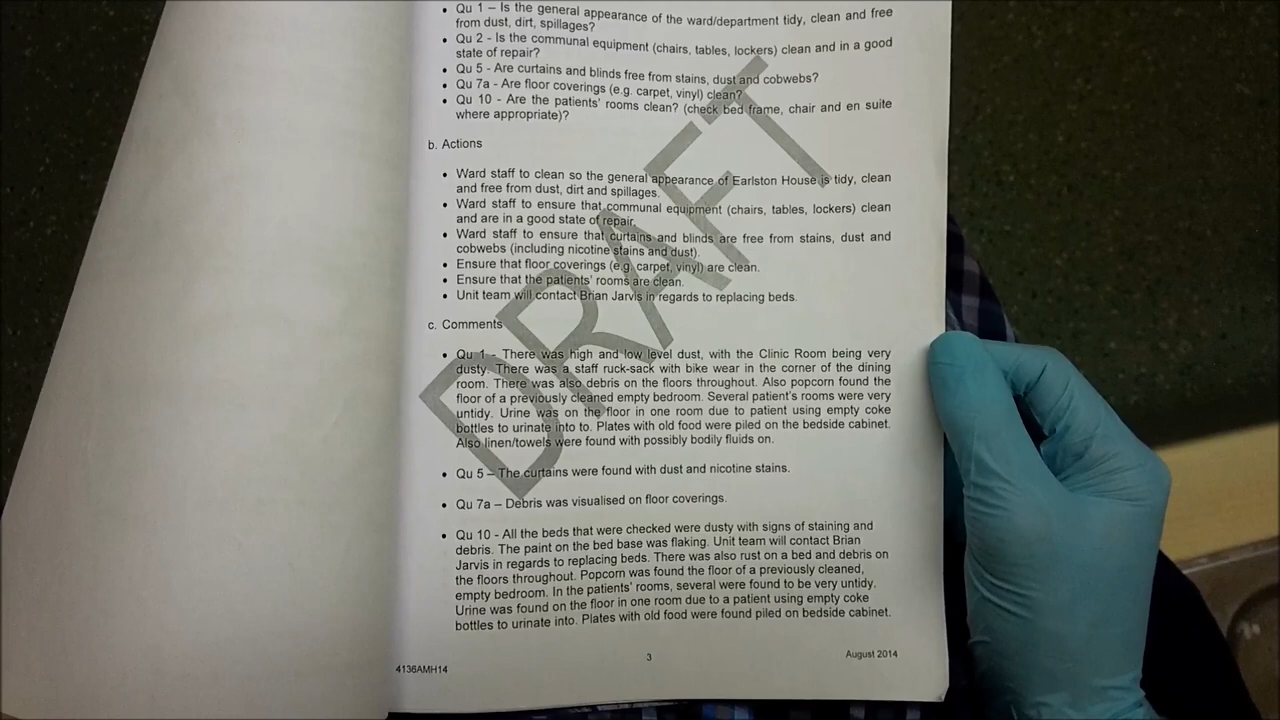 • Qu 1 – Is the general appearance of the ward/department tidy, clean and free
from dust, dirt, spillages?
• Qu 2 - Is the communal equipment (chairs, tables, lockers) clean and in a good
state of repair?
• Qu 5 - Are curtains and blinds free from stains, dust and cobwebs?
• Qu 7a - Are floor coverings (e.g. carpet, vinyl) clean?
• Qu 10 - Are the patients' rooms clean? (check bed frame, chair and en suite
where appropriate)?
b. Actions
• Ward staff to clean so the general appearance of Earlston House is tidy, clean
and free from dust, dirt and spillages.
• Ward staff to ensure that communal equipment (chairs, tables, lockers) clean
and are in a good state of repair.
• Ward staff to ensure that curtains and blinds are free from stains, dust and
cobwebs (including nicotine stains and dust).
• Ensure that floor coverings (e.g. carpet, vinyl) are clean.
• Ensure that the patients' rooms are clean.
• Unit team will contact Brian Jarvis in regards to replacing beds.
c. Comments
• Qu 1 - There was high and low level dust, with the Clinic Room being very
dusty. There was a staff ruck-sack with bike wear in the corner of the dining
room. There was also debris on the floors throughout. Also popcorn found the
floor of a previously cleaned empty bedroom. Several patient's rooms were very
untidy. Urine was on the floor in one room due to patient using empty coke
bottles to urinate into to. Plates with old food were piled on the bedside cabinet.
Also linen/towels were found with possibly bodily fluids on.
• Qu 5 – The curtains were found with dust and nicotine stains.
• Qu 7a – Debris was visualised on floor coverings.
• Qu 10 - All the beds that were checked were dusty with signs of staining and
debris. The paint on the bed base was flaking. Unit team will contact Brian
Jarvis in regards to replacing beds. There was also rust on a bed and debris on
the floors throughout. Popcorn was found the floor of a previously cleaned,
empty bedroom. In the patients' rooms, several were found to be very untidy.
Urine was found on the floor in one room due to a patient using empty coke
bottles to urinate into. Plates with old food were found piled on bedside cabinet.
DRAFT
4136AMH14
3
August 2014